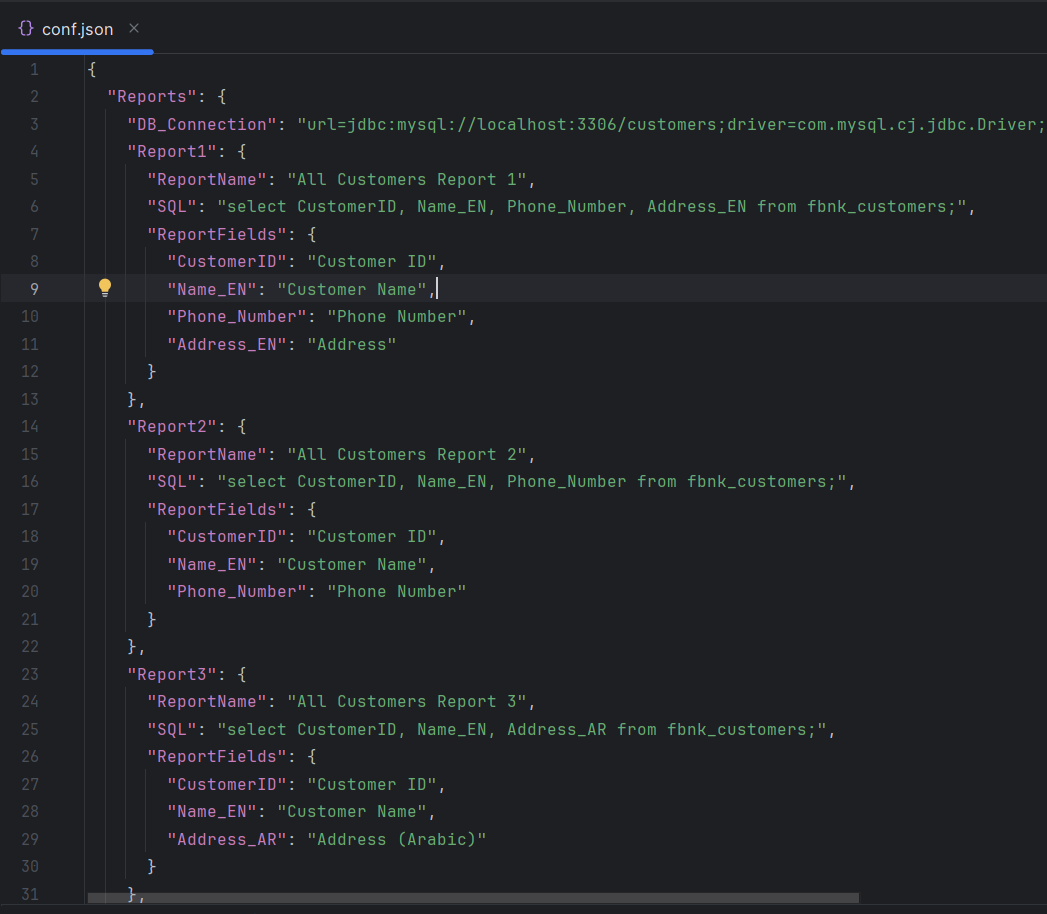 conf.json
1 {
2 "Reports": {
3 "DB_Connection": "url=jdbc:mysql://localhost:3306/customers;driver=com.mysql.cj.jdbc.Driver;
4 "Report1": {
5 "ReportName": "All Customers Report 1",
6 "SQL": "select CustomerID, Name_EN, Phone_Number, Address_EN from fbnk_customers;",
7 "ReportFields": {
8 "CustomerID": "Customer ID",
9 "Name_EN": "Customer Name",
10 "Phone_Number": "Phone Number",
11 "Address_EN": "Address"
12 }
13 },
14 "Report2": {
15 "ReportName": "All Customers Report 2",
16 "SQL": "select CustomerID, Name_EN, Phone_Number from fbnk_customers;",
17 "ReportFields": {
18 "CustomerID": "Customer ID",
19 "Name_EN": "Customer Name",
20 "Phone_Number": "Phone Number"
21 }
22 },
23 "Report3": {
24 "ReportName": "All Customers Report 3",
25 "SQL": "select CustomerID, Name_EN, Address_AR from fbnk_customers;",
26 "ReportFields": {
27 "CustomerID": "Customer ID",
28 "Name_EN": "Customer Name",
29 "Address_AR": "Address (Arabic)"
30 }
31 },